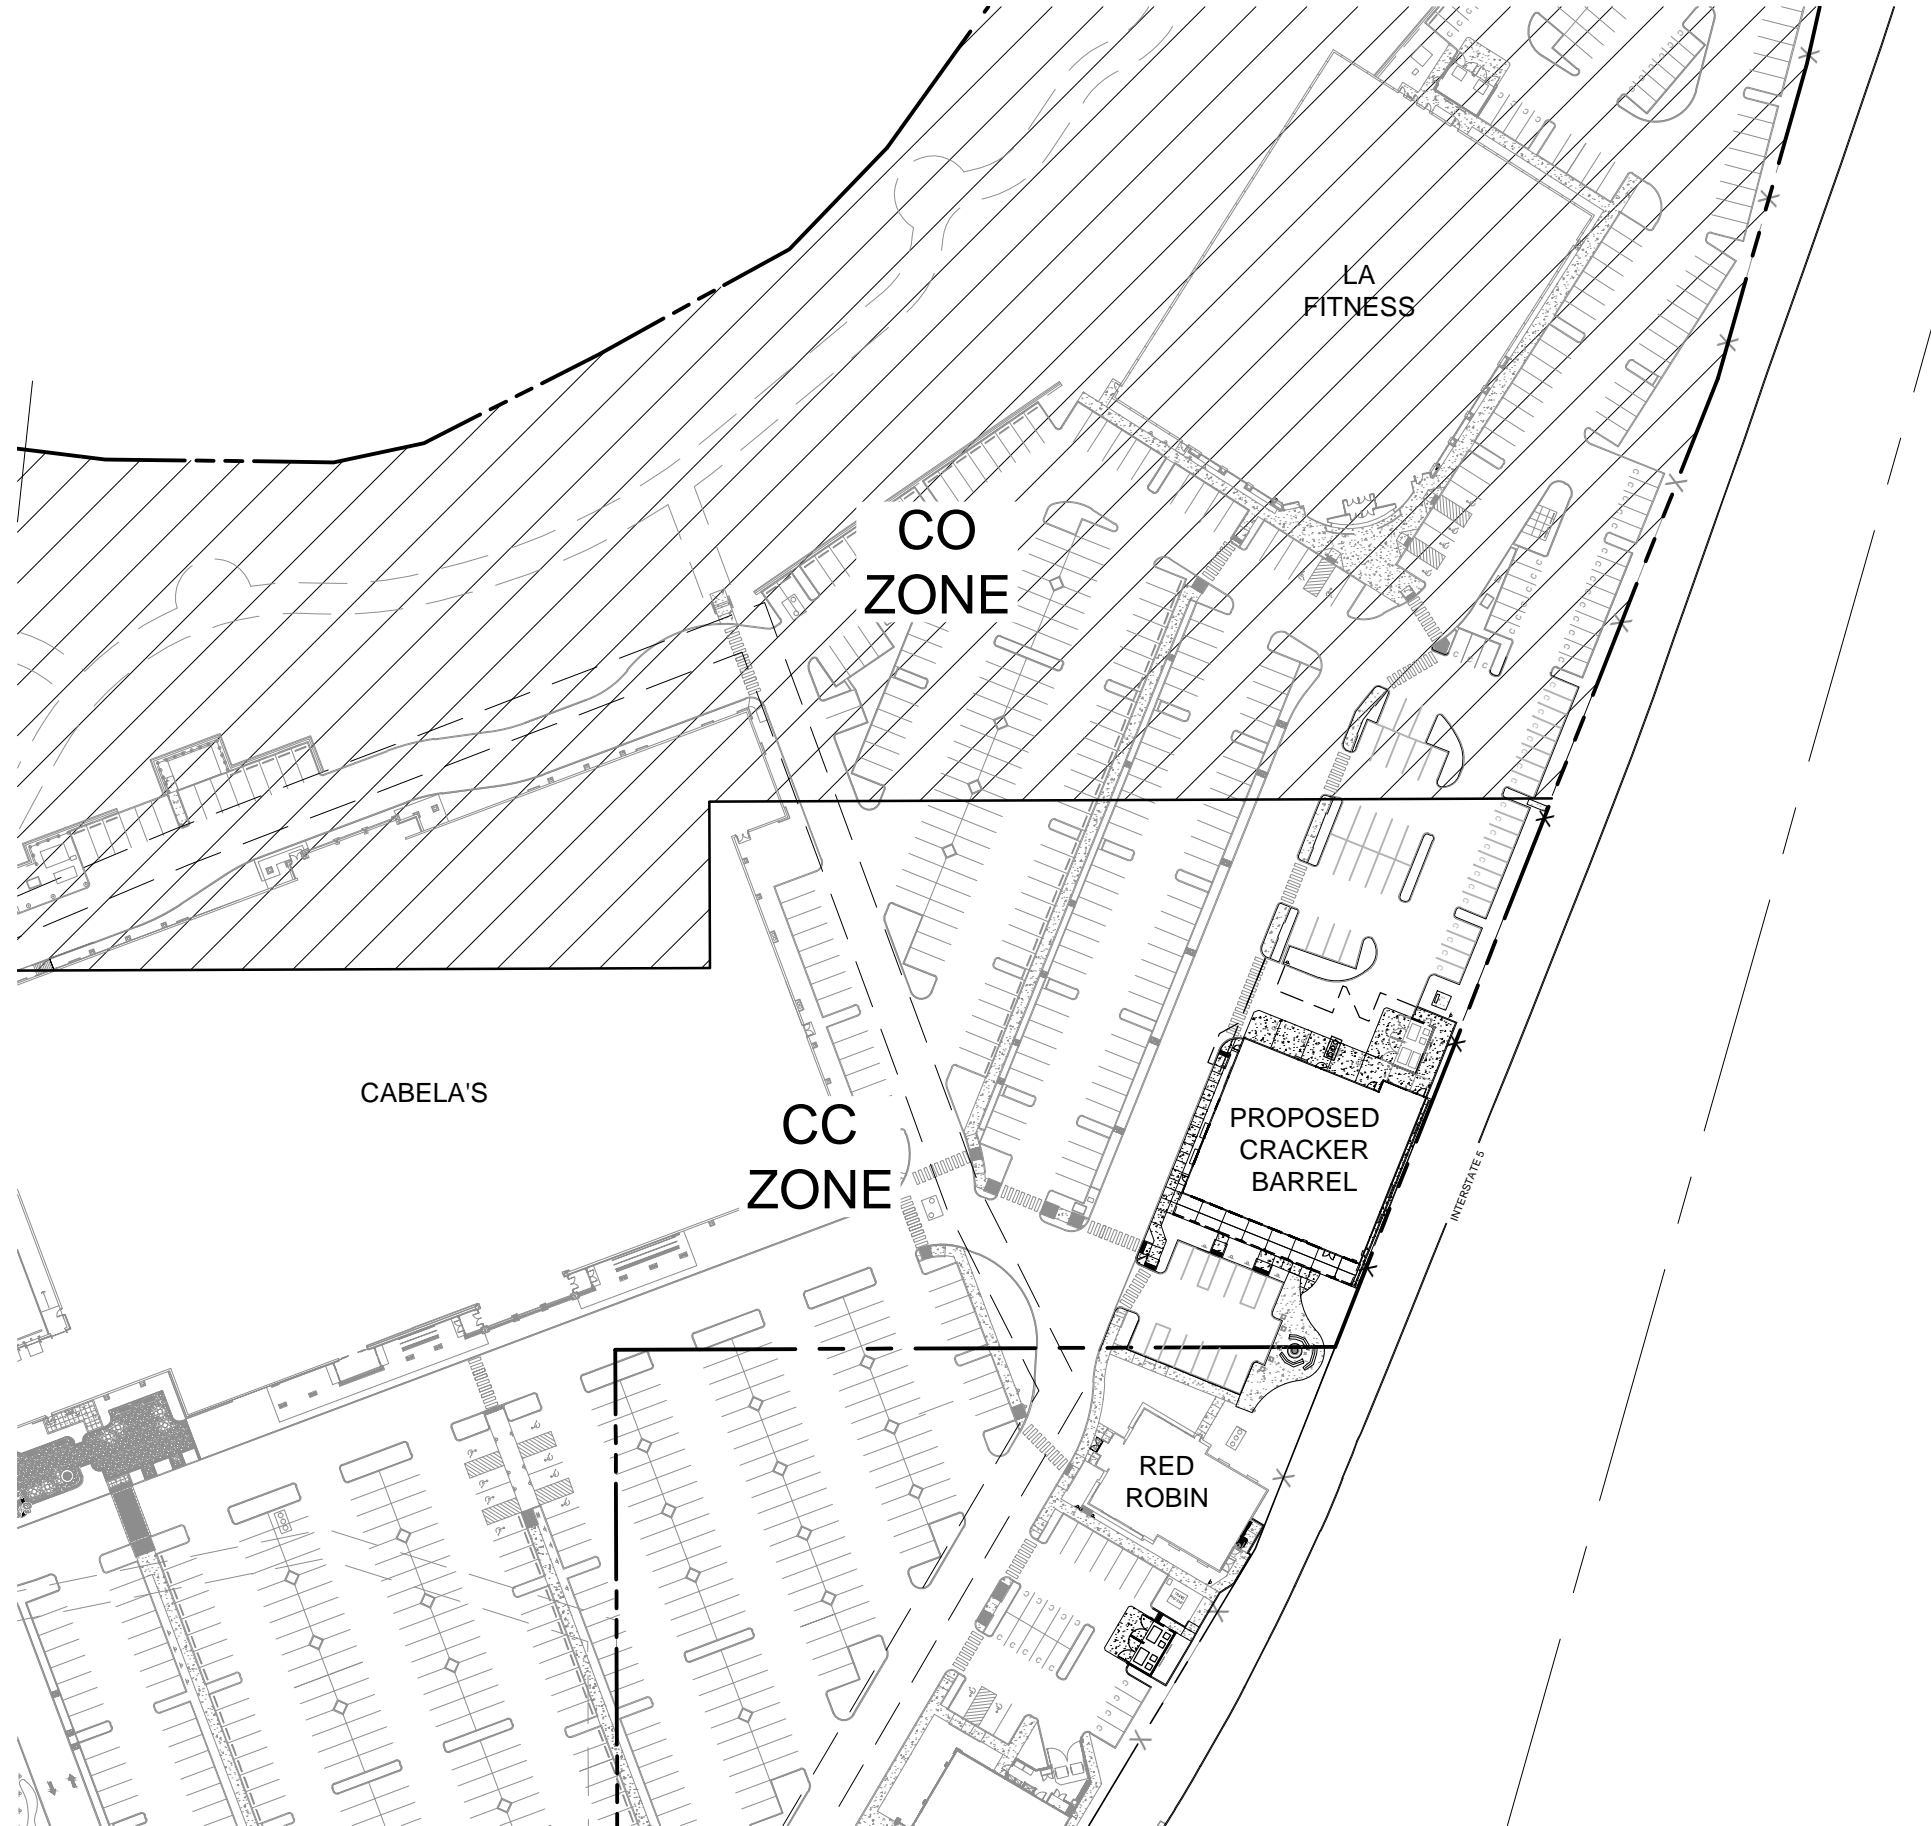 LA
FITNESS
CO
ZONE
CABELA'S
CC
ZONE
PROPOSED
CRACKER
BARREL
INTERSTATE 5
RED
ROBIN